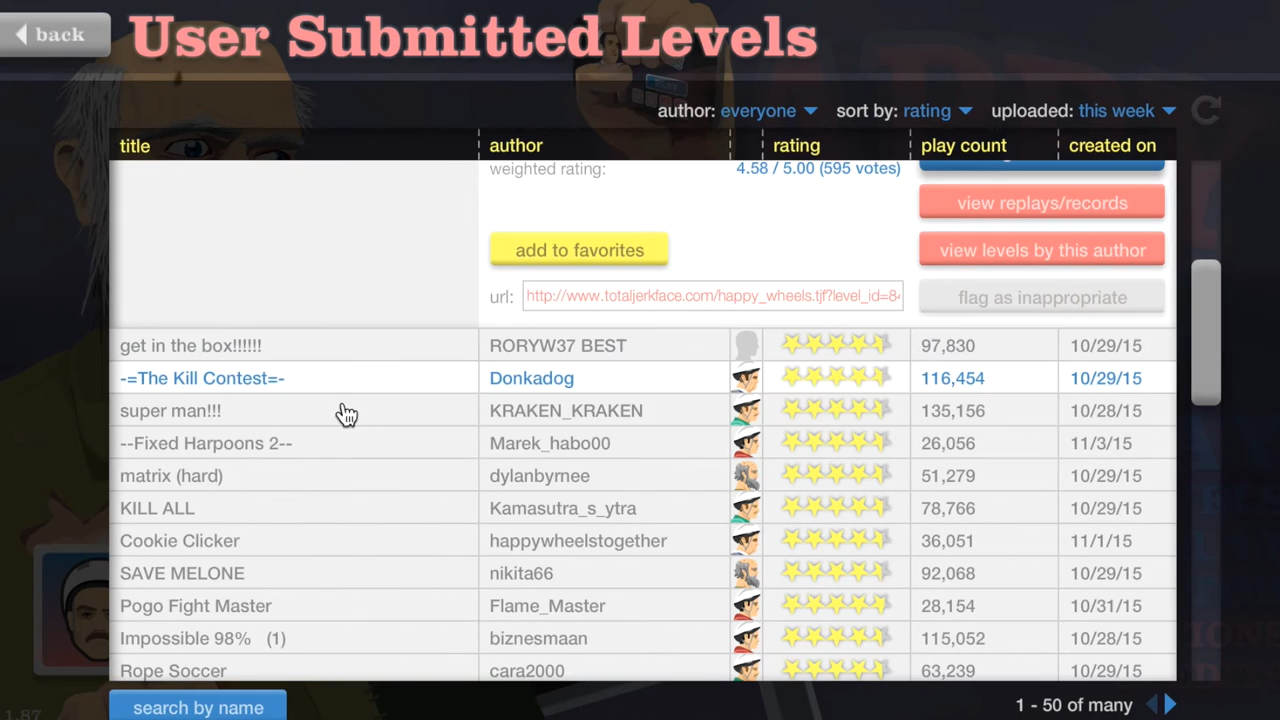 back
User Submitted Levels
author: everyone sort by: rating uploaded: this week
title author rating play count created on
weighted rating: 4.58 / 5.00 (595 votes)
view replays/records
add to favorites view levels by this author
url: http://www.totaljerkface.com/happy_wheels.tjf?level_id=8 flag as inappropriate
get in the box!!!!!! RORYW37 BEST 97,830 10/29/15
-=The Kill Contest=- Donkadog 116,454 10/29/15
super man!!! KRAKEN_KRAKEN 135,156 10/28/15
--Fixed Harpoons 2-- Marek_habo00 26,056 11/3/15
matrix (hard) dylanbyrnee 51,279 10/29/15
KILL ALL Kamasutra_s_ytra 78,766 10/29/15
Cookie Clicker happywheelstogether 36,051 11/1/15
SAVE MELONE nikita66 92,068 10/29/15
Pogo Fight Master Flame_Master 28,154 10/31/15
Impossible 98% (1) biznesmaan 115,052 10/28/15
Rope Soccer cara2000 63,239 10/29/15
search by name 1 - 50 of many
1.87